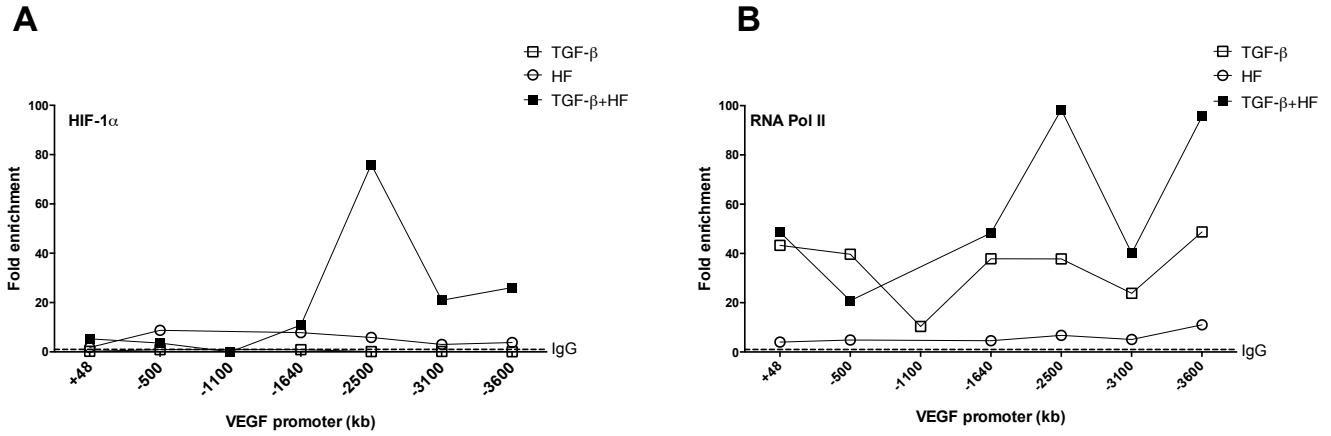 A
TGF-β
HF
TGF-β+HF
HIF-1α
100
80
60
40
20
0
Fold enrichment
IgG
+48
-500
-1100
-1640
-2500
-3100
-3600
VEGF promoter (kb)
B
TGF-β
HF
TGF-β+HF
RNA Pol II
100
80
60
40
20
0
Fold enrichment
IgG
+48
-500
-1100
-1640
-2500
-3100
-3600
VEGF promoter (kb)